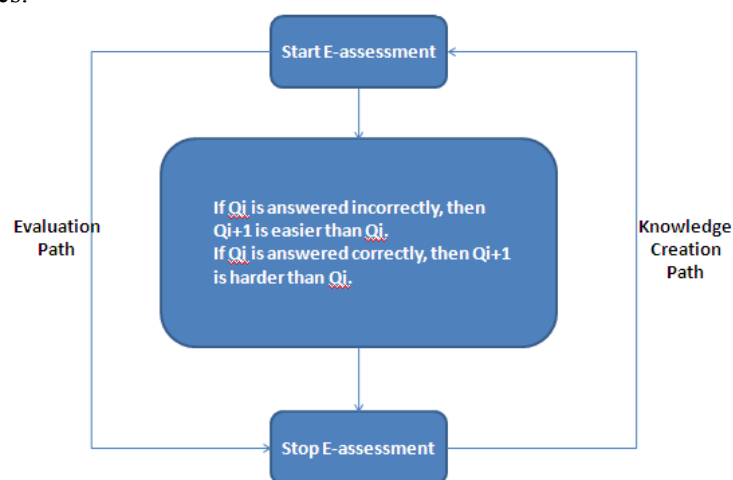 es.
Start E-assessment
If Qi is answered incorrectly, then
Qi+1 is easier than Qi.
If Qi is answered correctly, then Qi+1
is harder than Qi.
Evaluation
Path
Knowledge
Creation
Path
Stop E-assessment